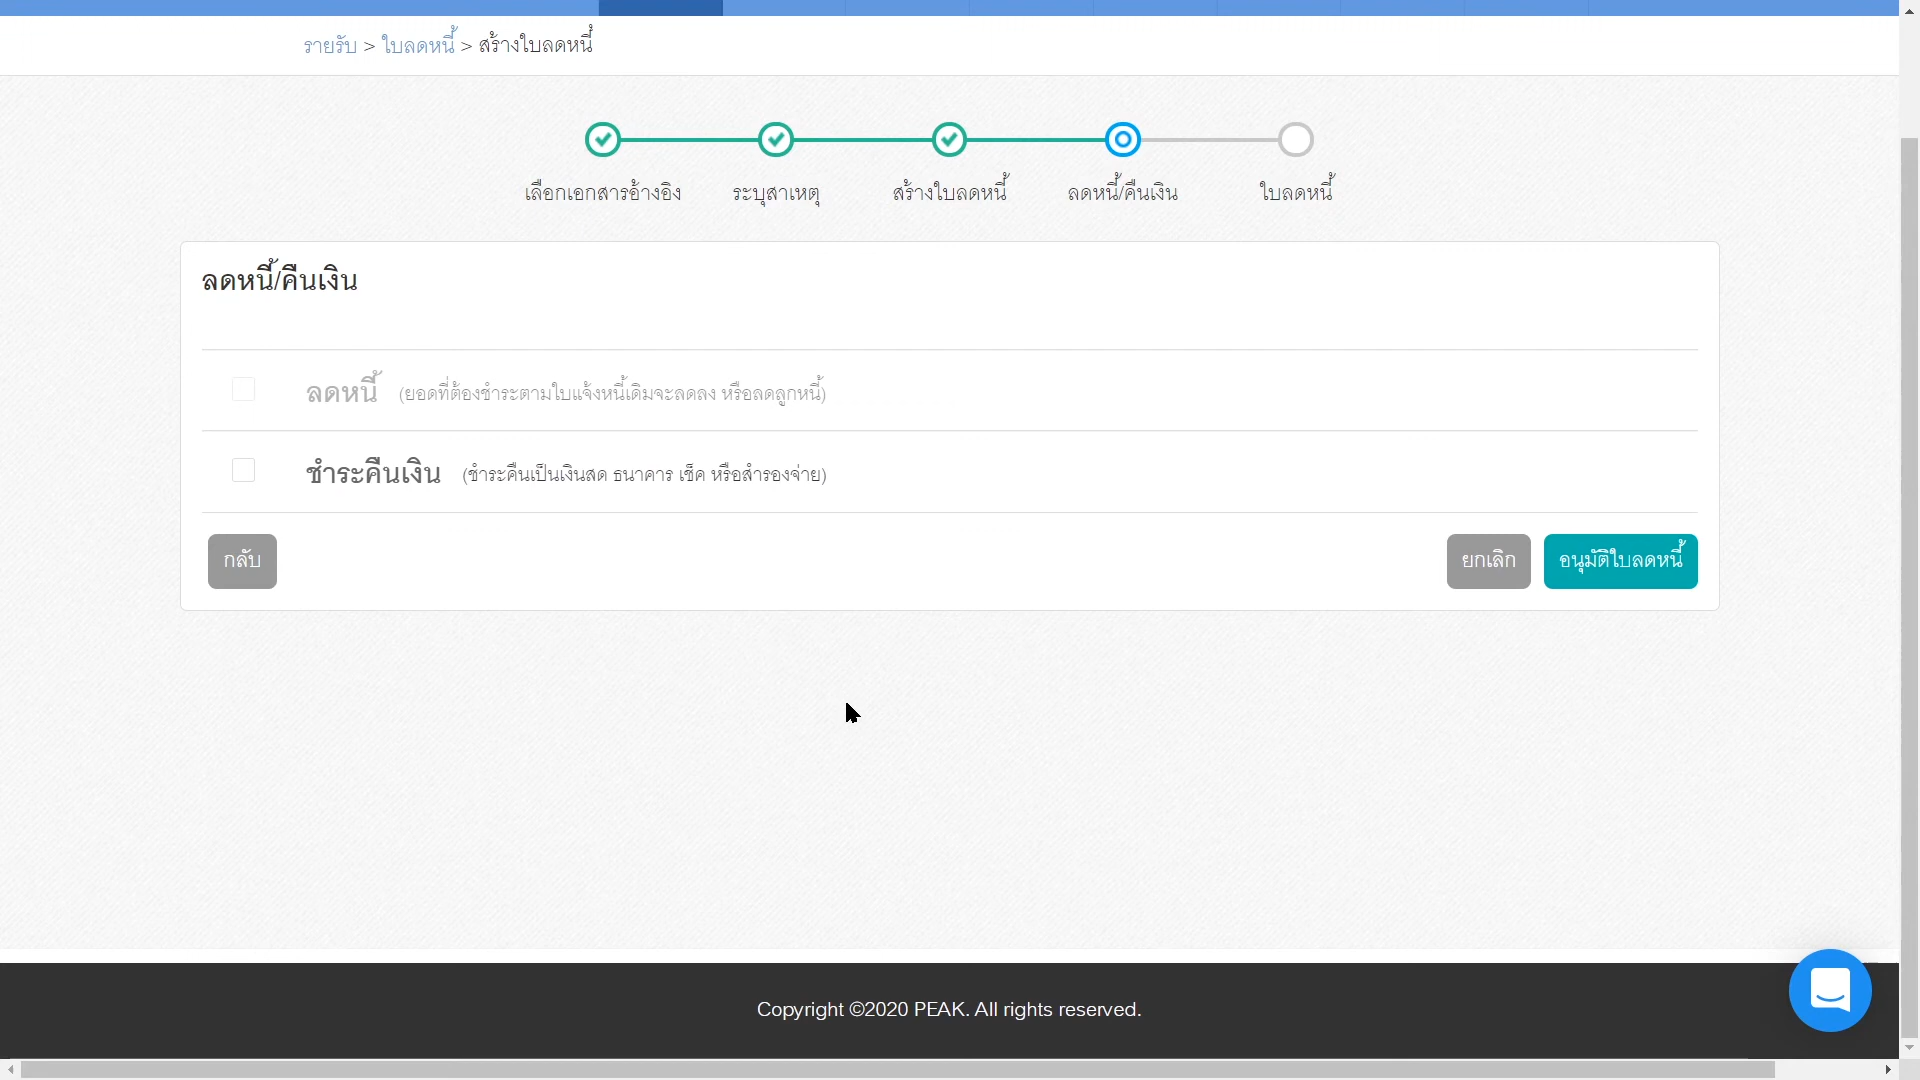 รายรับ > ใบลดหนี้ > สร้างใบลดหนี้
เลือกเอกสารอ้างอิง ระบุสาเหตุ สร้างใบลดหนี้ ลดหนี้/คืนเงิน ใบลดหนี้
ลดหนี้/คืนเงิน
ลดหนี้ (ยอดที่ต้องชำระตามใบแจ้งหนี้เดิมจะลดลง หรือลดลูกหนี้)
ชำระคืนเงิน (ชำระคืนเป็นเงินสด ธนาคาร เช็ค หรือสำรองจ่าย)
กลับ ยกเลิก อนุมัติใบลดหนี้
Copyright ©2020 PEAK. All rights reserved.